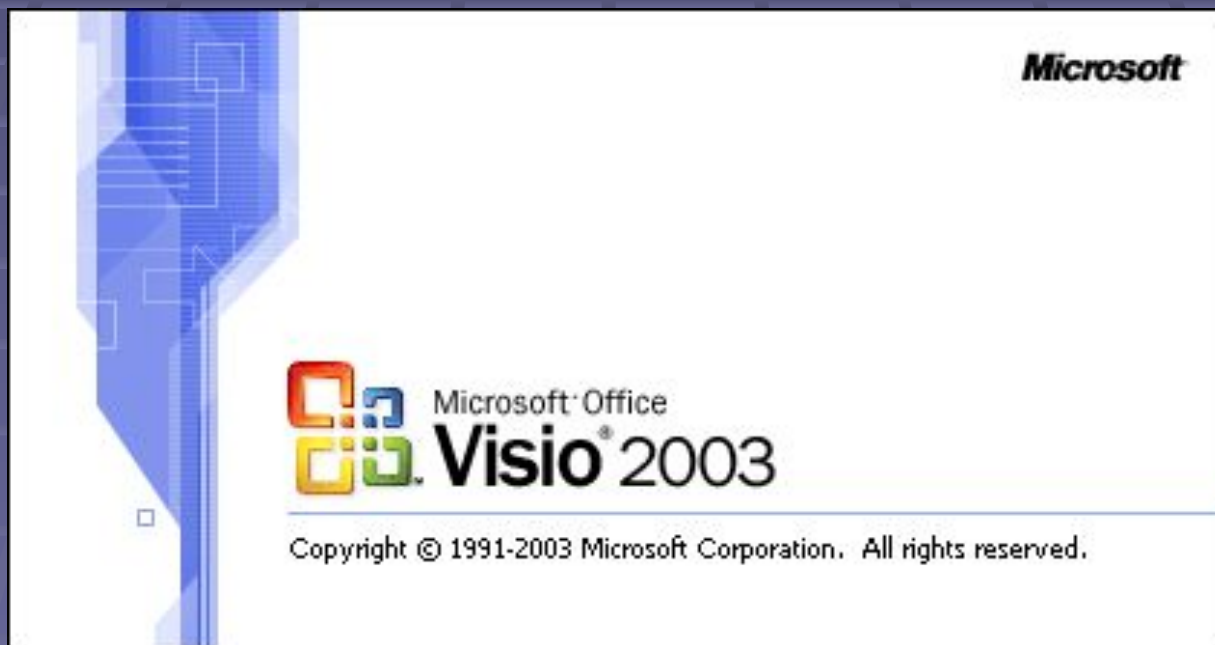 Microsoft
Microsoft Office
Visio® 2003
Copyright © 1991-2003 Microsoft Corporation. All rights reserved.